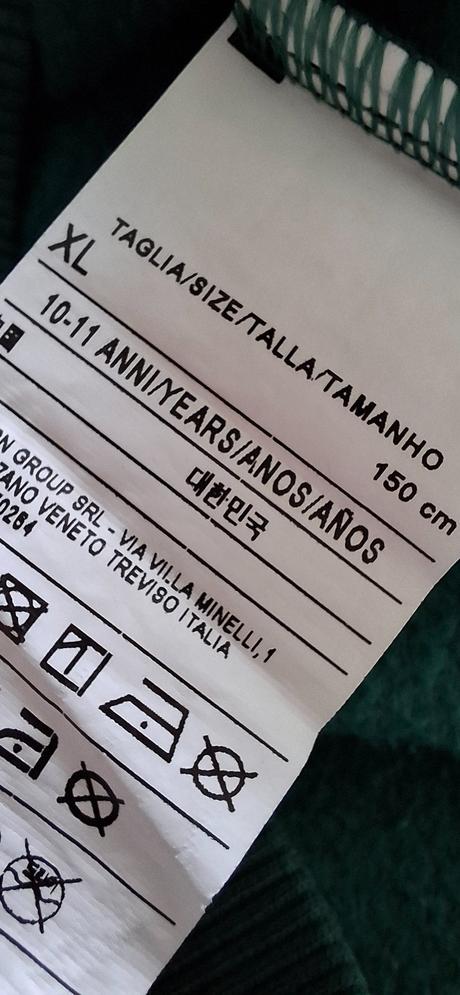 TAGLIA/SIZE/TALLA/TAMANHO
XL 150 cm
10-11 ANNI/YEARS/ANOS/AÑOS
대한민국
GROUP SRL - VIA VILLA MINELLI, 1
VENETO TREVISO ITALIA